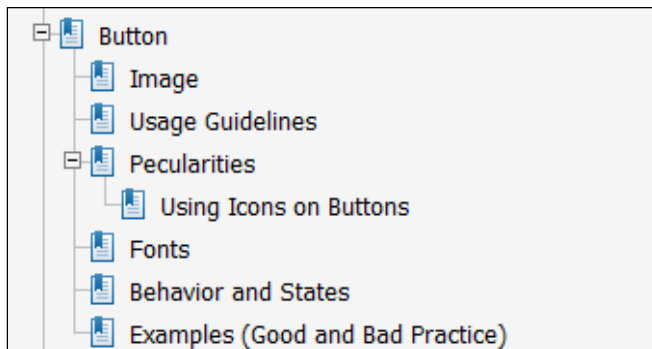 Button
Image
Usage Guidelines
Pecularities
Using Icons on Buttons
Fonts
Behavior and States
Examples (Good and Bad Practice)